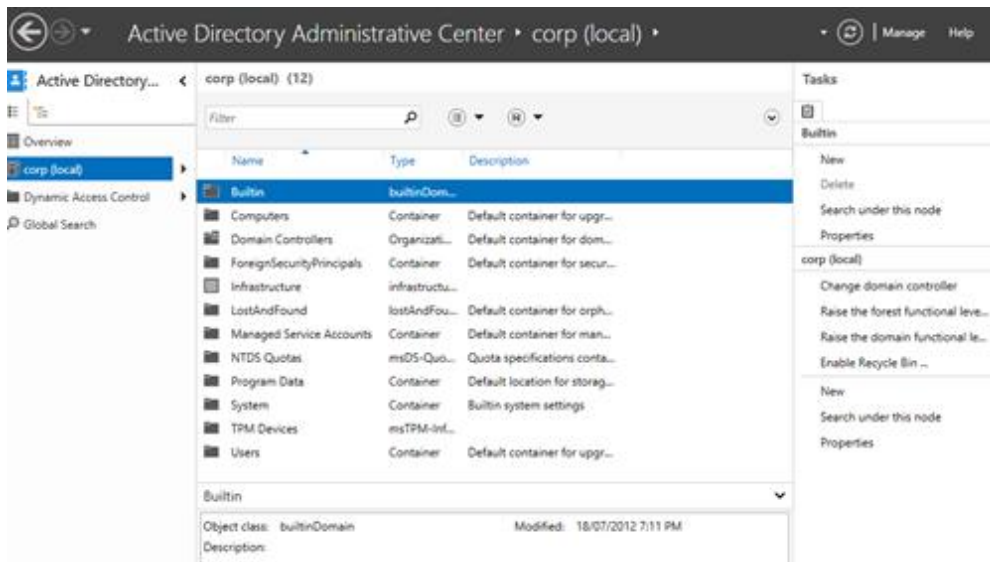 Active Directory Administrative Center ‣ corp (local) ‣
Manage
Help
Active Directory...
Overview
corp (local)
Dynamic Access Control
Global Search
corp (local) (12)
Filter
Name Type Description
Builtin builtinDom...
Computers Container Default container for upgr...
Domain Controllers Organizati... Default container for dom...
ForeignSecurityPrincipals Container Default container for secur...
Infrastructure infrastructu...
LostAndFound lostAndFou... Default container for orph...
Managed Service Accounts Container Default container for man...
NTDS Quotas msDS-Quo... Quota specifications conta...
Program Data Container Default location for storag...
System Container Builtin system settings
TPM Devices msTPM-Inf...
Users Container Default container for upgr...
Builtin
Object class: builtinDomain Modified: 18/07/2012 7:11 PM
Description:
Tasks
Builtin
New
Delete
Search under this node
Properties
corp (local)
Change domain controller
Raise the forest functional leve...
Raise the domain functional le...
Enable Recycle Bin ...
New
Search under this node
Properties